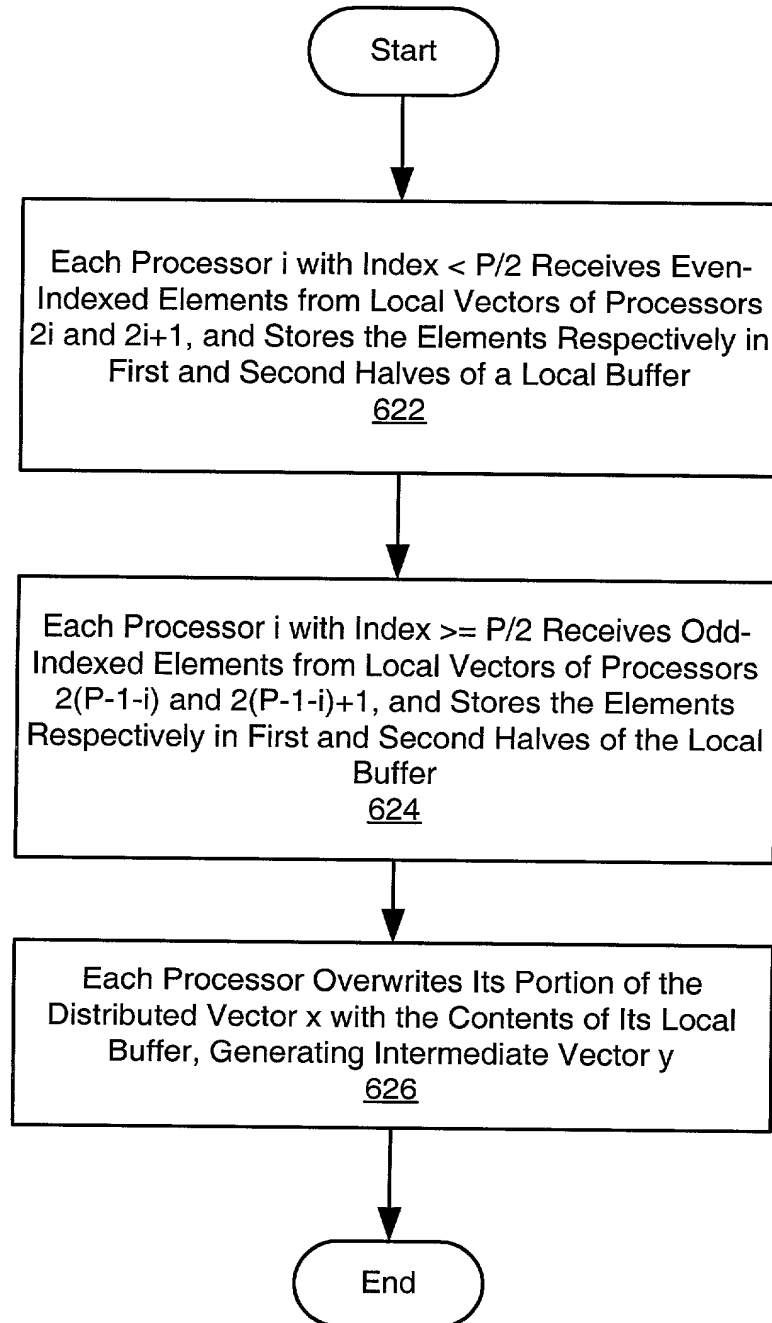 Start
Each Processor i with Index < P/2 Receives Even-
Indexed Elements from Local Vectors of Processors
2i and 2i+1, and Stores the Elements Respectively in
First and Second Halves of a Local Buffer
622
Each Processor i with Index >= P/2 Receives Odd-
Indexed Elements from Local Vectors of Processors
2(P-1-i) and 2(P-1-i)+1, and Stores the Elements
Respectively in First and Second Halves of the Local
Buffer
624
Each Processor Overwrites Its Portion of the
Distributed Vector x with the Contents of Its Local
Buffer, Generating Intermediate Vector y
626
End